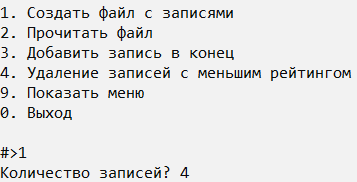 1. Создать файл с записями
2. Прочитать файл
3. Добавить запись в конец
4. Удаление записей с меньшим рейтингом
9. Показать меню
0. Выход
#>1
Количество записей? 4